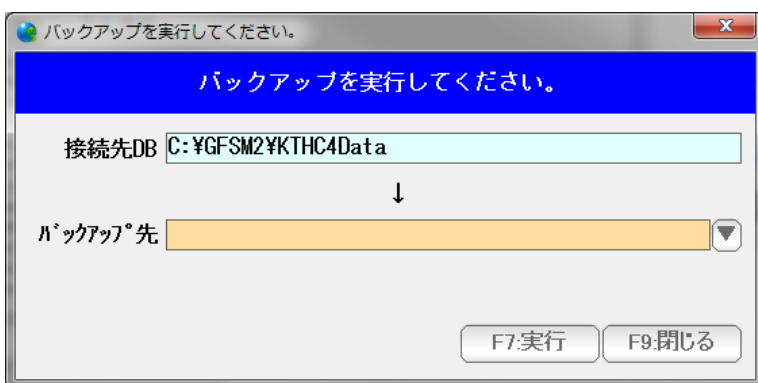 バックアップを実行してください。
バックアップを実行してください。
接続先DB C:¥GFSM2¥KTHC4Data
↓
ﾊﾞｯｸｱｯﾌﾟ先
F7:実行 F9:閉じる